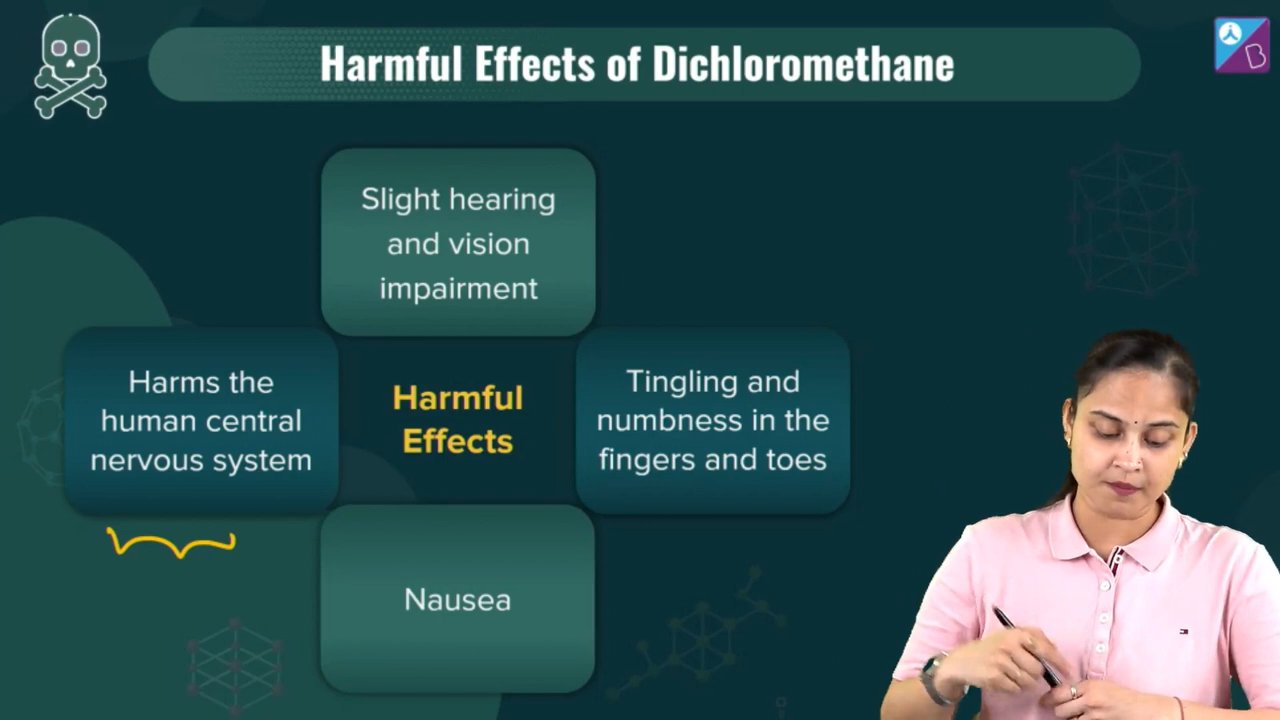 Harmful Effects of Dichloromethane
B
Slight hearing
and vision
impairment
Harms the
human central
nervous system
Harmful
Effects
Tingling and
numbness in the
fingers and toes
Nausea